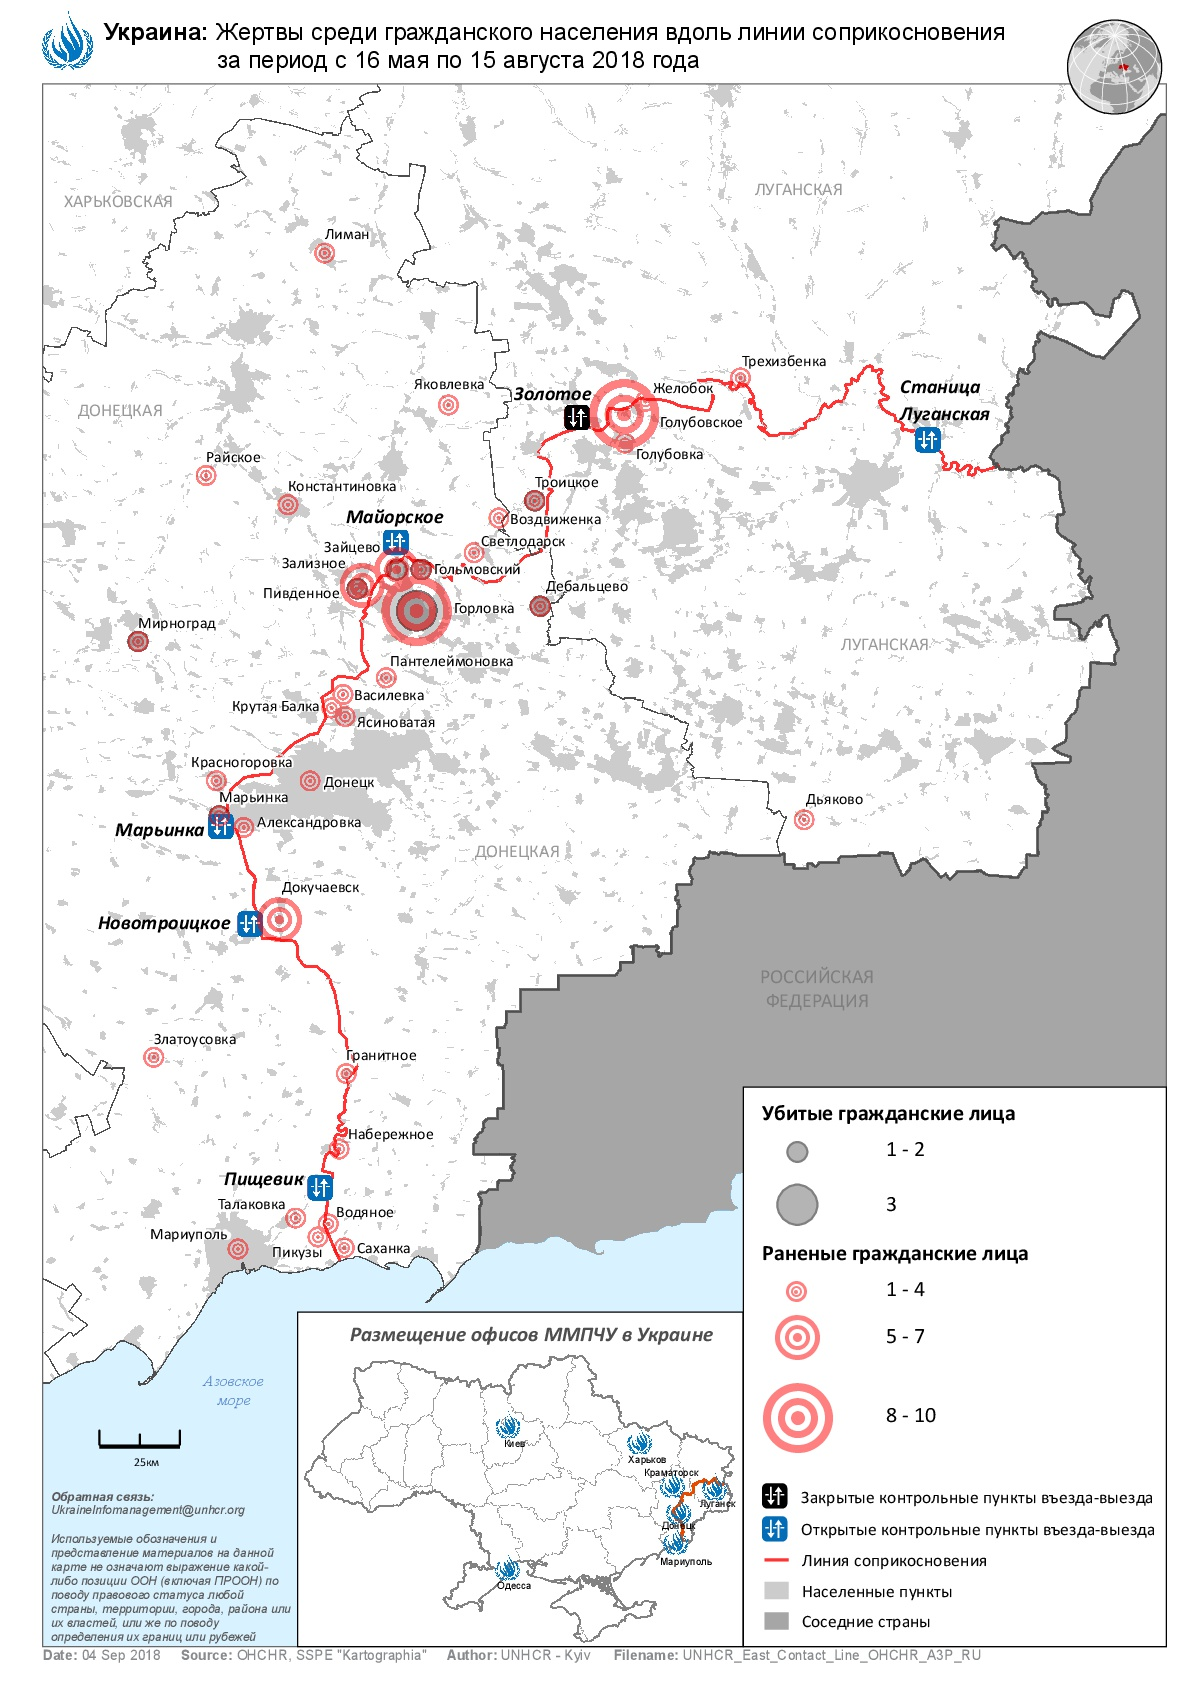 Украина: Жертвы среди гражданского населения вдоль линии соприкосновения
за период с 16 мая по 15 августа 2018 года
ХАРЬКОВСКАЯ
ЛУГАНСКАЯ
Лиман
Трехизбенка
Яковлевка
Золотое
Желобок
Станица
Луганская
ДОНЕЦКАЯ
Голубовское
Голубовка
Райское
Константиновка
Троицкое
Майорское
Воздвиженка
Светлодарск
Зайцево
Зализное
Гольмовский
Пивденное
Дебальцево
Горловка
Мирноград
ЛУГАНСКАЯ
Пантелеймоновка
Василевка
Крутая Балка
Ясиноватая
Красногоровка
Донецк
Марьинка
Дьяково
Марьинка
Александровка
ДОНЕЦКАЯ
Докучаевск
Новотроицкое
РОССИЙСКАЯ
ФЕДЕРАЦИЯ
Златоусовка
Гранитное
Набережное
Пищевик
Талаковка
Водяное
Мариуполь
Пикузы
Саханка
Убитые гражданские лица
1 - 2
3
Раненые гражданские лица
1 - 4
5 - 7
8 - 10
Закрытые контрольные пункты въезда-выезда
Открытые контрольные пункты въезда-выезда
Линия соприкосновения
Населенные пункты
Соседние страны
Размещение офисов ММПЧУ в Украине
Киев
Харьков
Краматорск
Луганск
Донецк
Мариуполь
Одесса
Азовское
море
25км
Обратная связь:
UkraineInfomanagement@unhcr.org
Используемые обозначения и
представление материалов на данной
карте не означают выражение какой-
либо позиции ООН (включая ПРООН) по
поводу правового статуса любой
страны, территории, города, района или
их властей, или же по поводу
определения их границ или рубежей
Date: 04 Sep 2018 Source: OHCHR, SSPE "Kartographia" Author: UNHCR - Kyiv Filename: UNHCR_East_Contact_Line_OHCHR_A3P_RU